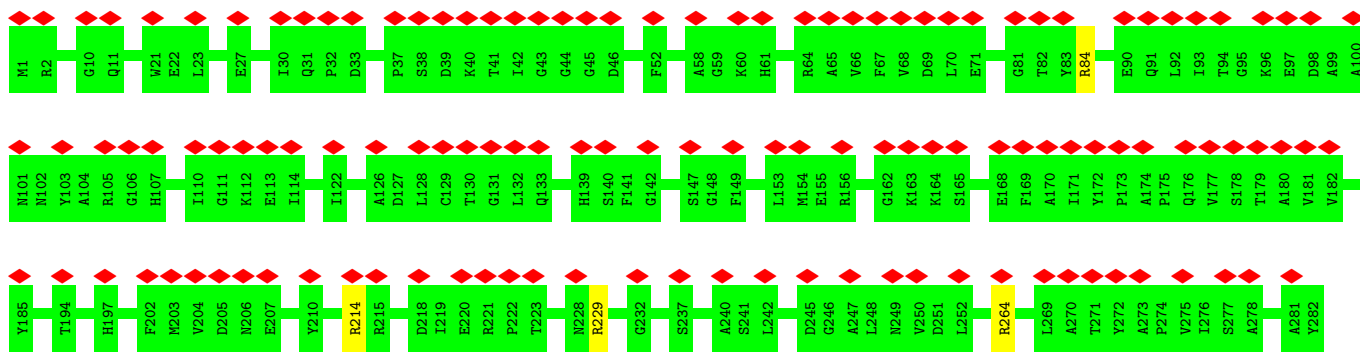 M1 R2 G10 Q11 W21 E22 L23 E27 I30 Q31 P32 D33 P37 S38 D39 K40 T41 I42 G43 G44 G45 D46 F52 A58 G59 K60 H61 R64 A65 V66 F67 V68 D69 L70 E71 G81 T82 Y83 R84 E90 Q91 L92 I93 T94 G95 K96 E97 D98 A99 A100
N101 N102 Y103 A104 R105 G106 H107 I110 G111 K112 E113 I114 I122 A126 D127 L128 C129 T130 G131 L132 Q133 H139 S140 F141 G142 S147 G148 F149 L153 M154 E155 R156 G162 K163 K164 S165 E168 F169 A170 I171 Y172 P173 A174 P175 Q176 V177 S178 T179 A180 V181 V182
Y185 T194 H197 F202 M203 V204 D205 N206 E207 Y210 R214 R215 D218 T219 E220 R221 P222 T223 N228 R229 G232 S237 A240 S241 L242 D245 G246 A247 L248 N249 V250 D251 L252 R264 L269 A270 T271 Y272 A273 P274 V275 I276 S277 A278 A281 Y282